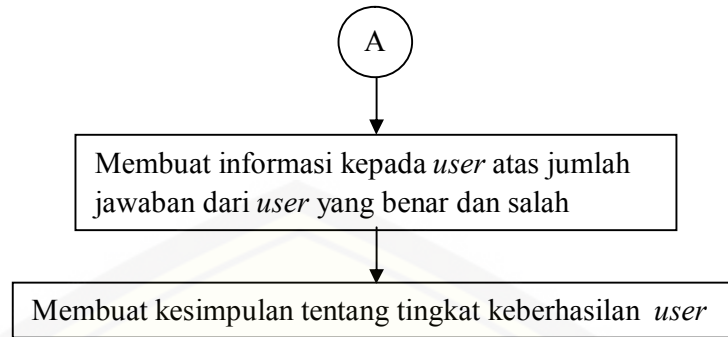 A
Membuat informasi kepada user atas jumlah
jawaban dari user yang benar dan salah
Membuat kesimpulan tentang tingkat keberhasilan user